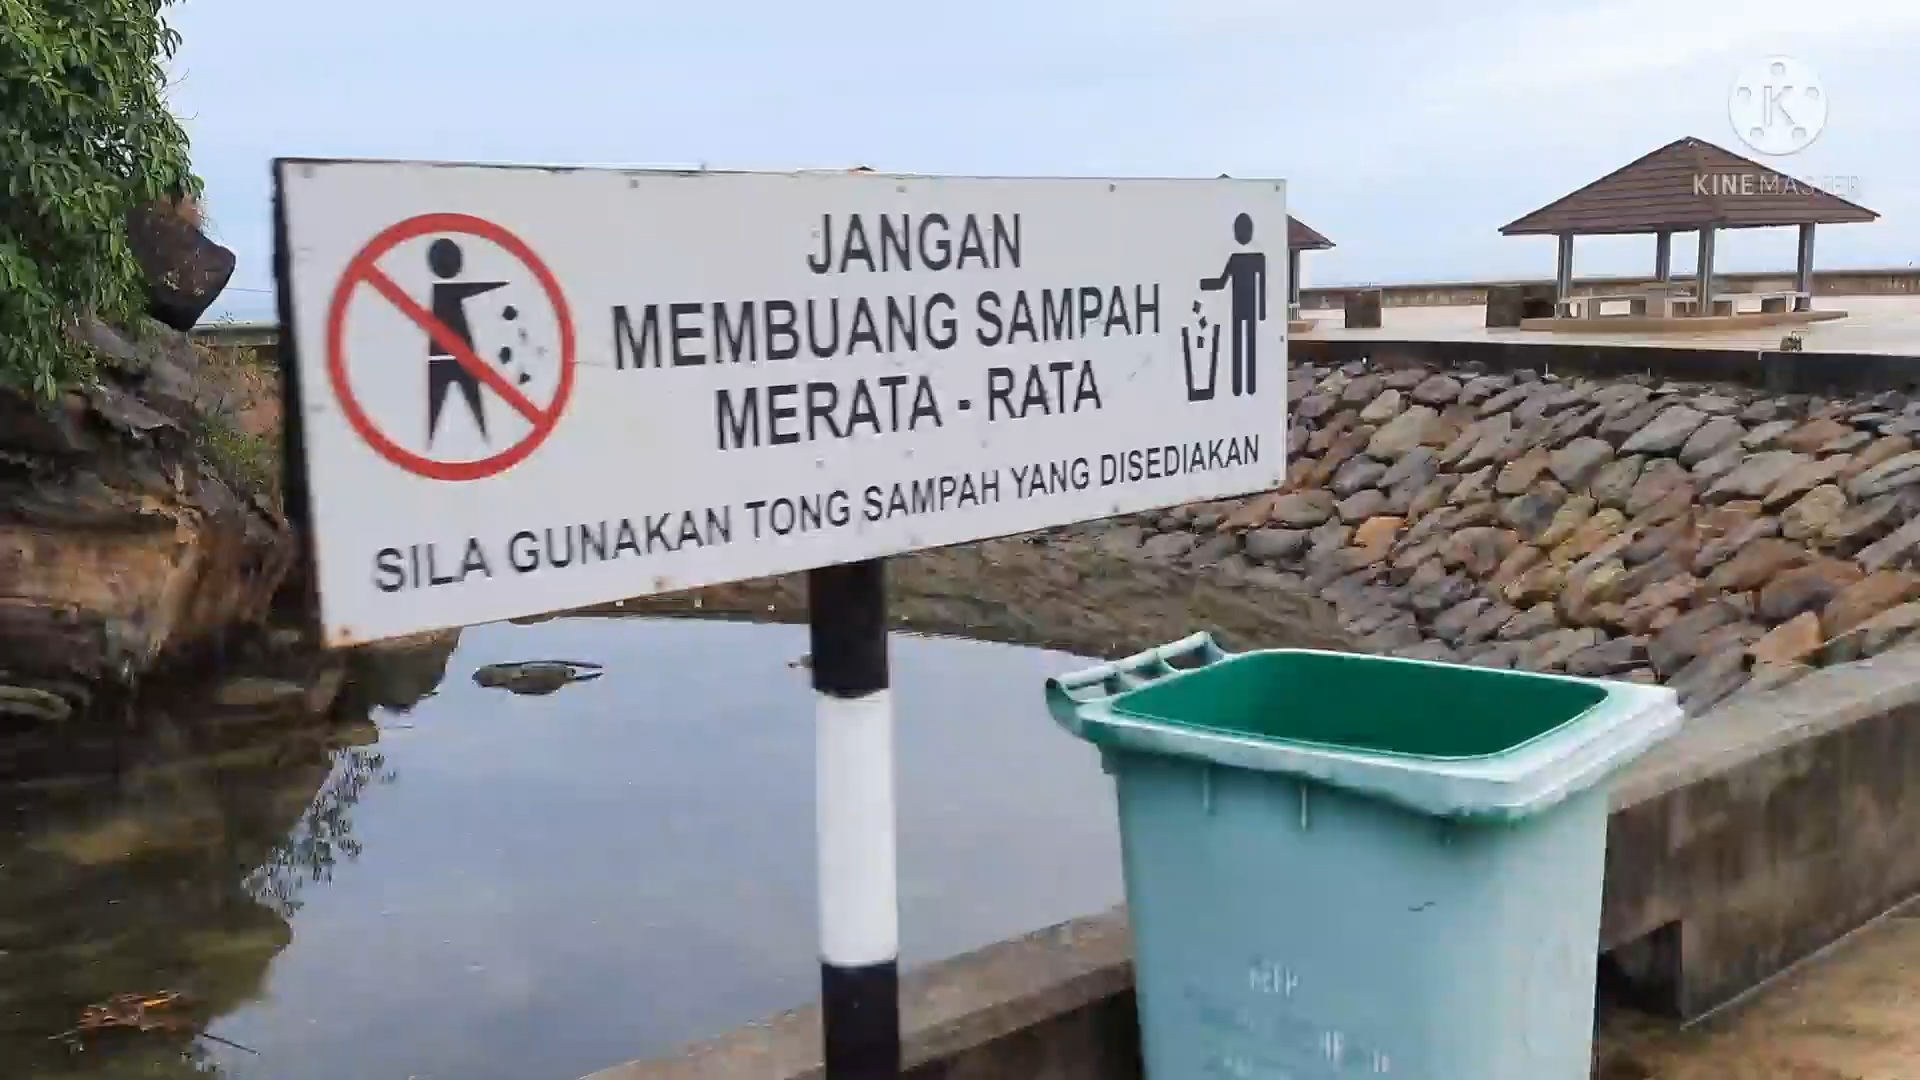 JANGAN
MEMBUANG SAMPAH
MERATA - RATA
SILA GUNAKAN TONG SAMPAH YANG DISEDIAKAN
K
KINEMASTER